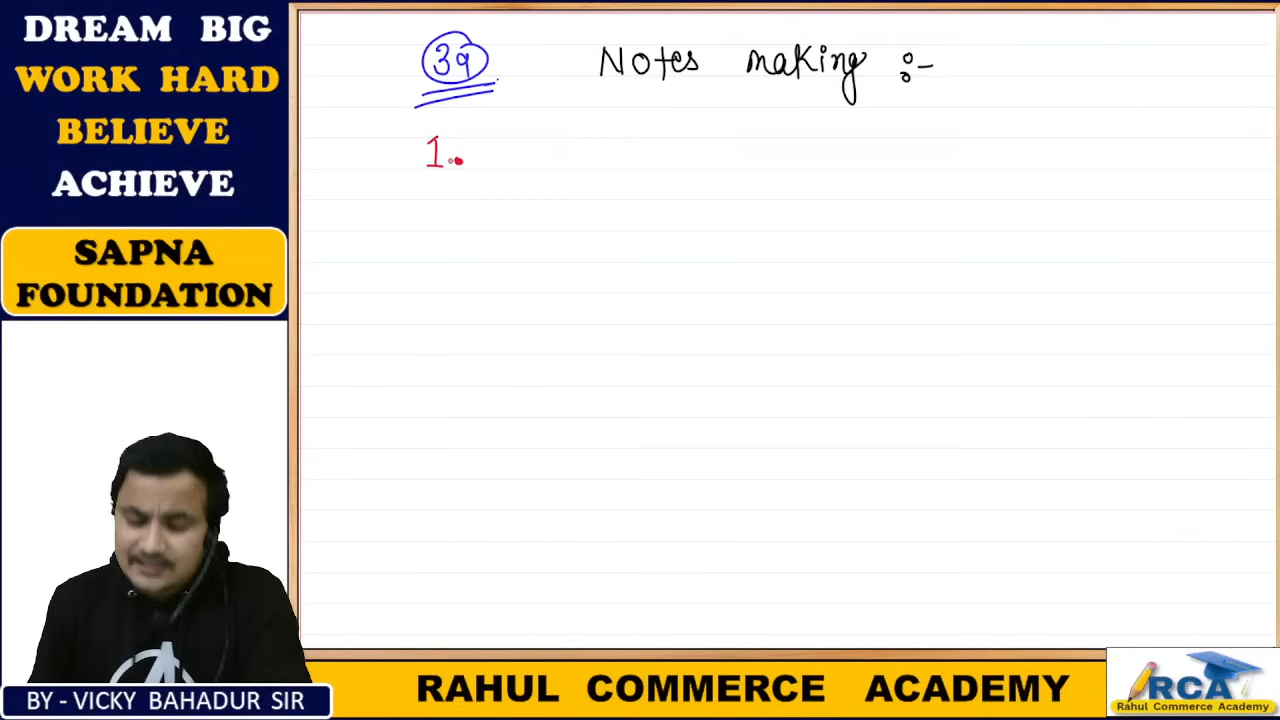 DREAM BIG
WORK HARD
BELIEVE
ACHIEVE
SAPNA
FOUNDATION
39 Notes making :-
1.
BY - VICKY BAHADUR SIR
RAHUL COMMERCE ACADEMY
RCA
Rahul Commerce Academy